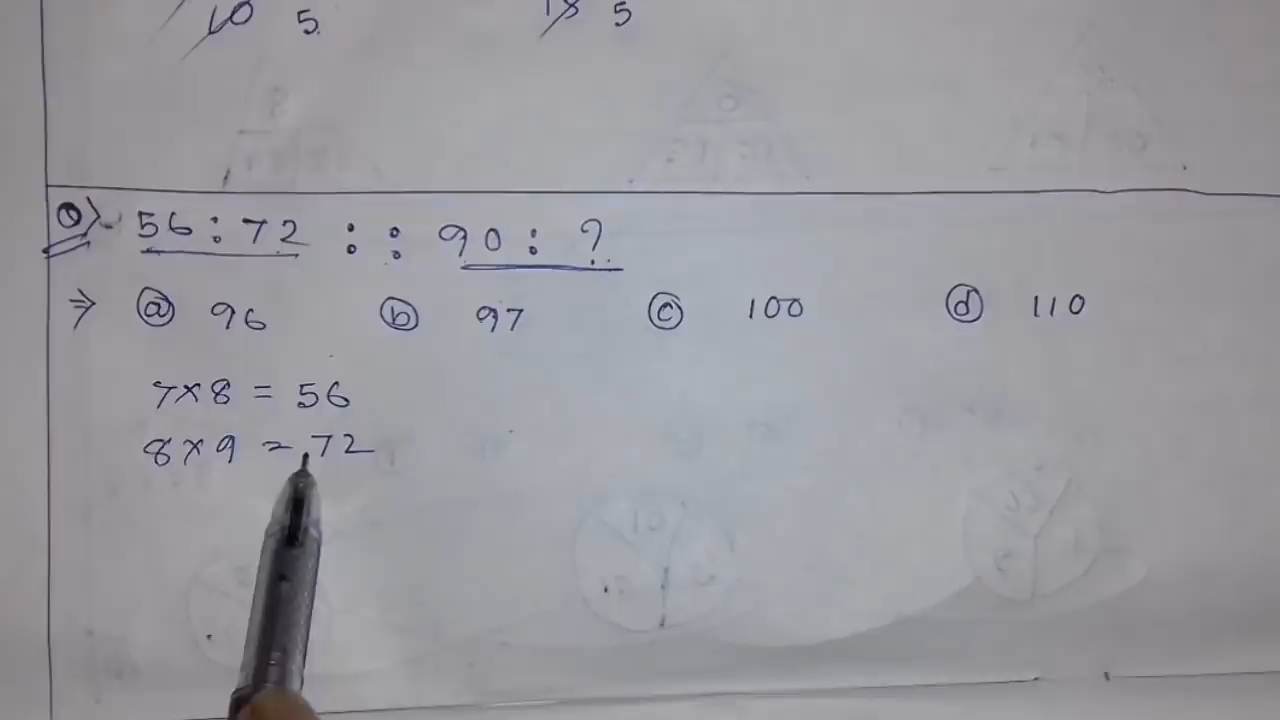 10 5 18 5
Q) 56 : 72 :: 90 : ?
⇒ (a) 96 (b) 97 (c) 100 (d) 110
7×8 = 56
8×9 = 72